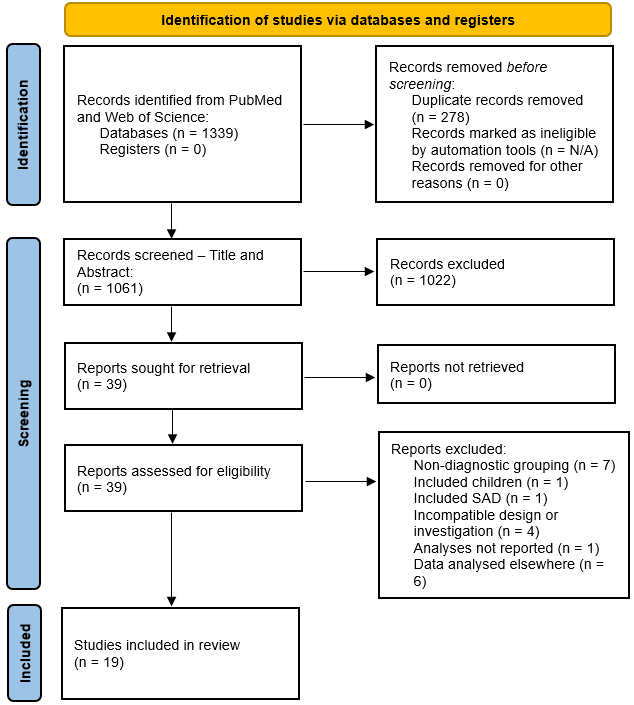 Identification of studies via databases and registers
Identification
Records identified from PubMed
and Web of Science:
Databases (n = 1339)
Registers (n = 0)
Records removed before
screening:
Duplicate records removed
(n = 278)
Records marked as ineligible
by automation tools (n = N/A)
Records removed for other
reasons (n = 0)
Screening
Records screened – Title and
Abstract:
(n = 1061)
Records excluded
(n = 1022)
Reports sought for retrieval
(n = 39)
Reports not retrieved
(n = 0)
Reports assessed for eligibility
(n = 39)
Reports excluded:
Non-diagnostic grouping (n = 7)
Included children (n = 1)
Included SAD (n = 1)
Incompatible design or
investigation (n = 4)
Analyses not reported (n = 1)
Data analysed elsewhere (n =
6)
Included
Studies included in review
(n = 19)